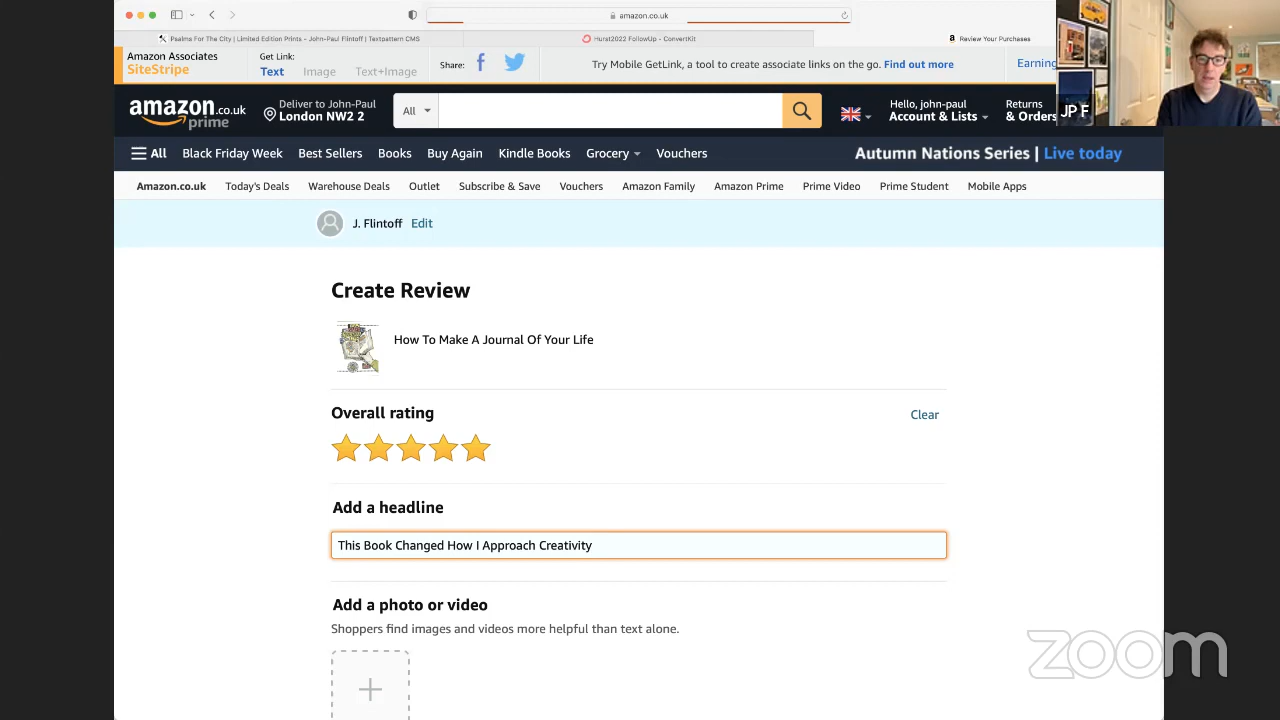 amazon.co.uk
Psalms For The City | Limited Edition Prints - John-Paul Flintoff | Textpattern CMS
Hurst2022 FollowUp - ConvertKit
Review Your Purchases
Amazon Associates
SiteStripe
Get Link:
Text Image Text+Image
Share:
Try Mobile GetLink, a tool to create associate links on the go. Find out more
Earning
amazon.co.uk
prime
Deliver to John-Paul
London NW2 2
All
Hello, john-paul
Account & Lists
Returns
& Orders
JP F
All Black Friday Week Best Sellers Books Buy Again Kindle Books Grocery Vouchers
Autumn Nations Series | Live today
Amazon.co.uk Today's Deals Warehouse Deals Outlet Subscribe & Save Vouchers Amazon Family Amazon Prime Prime Video Prime Student Mobile Apps
J. Flintoff Edit
Create Review
How To Make A Journal Of Your Life
Overall rating
Clear
Add a headline
This Book Changed How I Approach Creativity
Add a photo or video
Shoppers find images and videos more helpful than text alone.
zoom